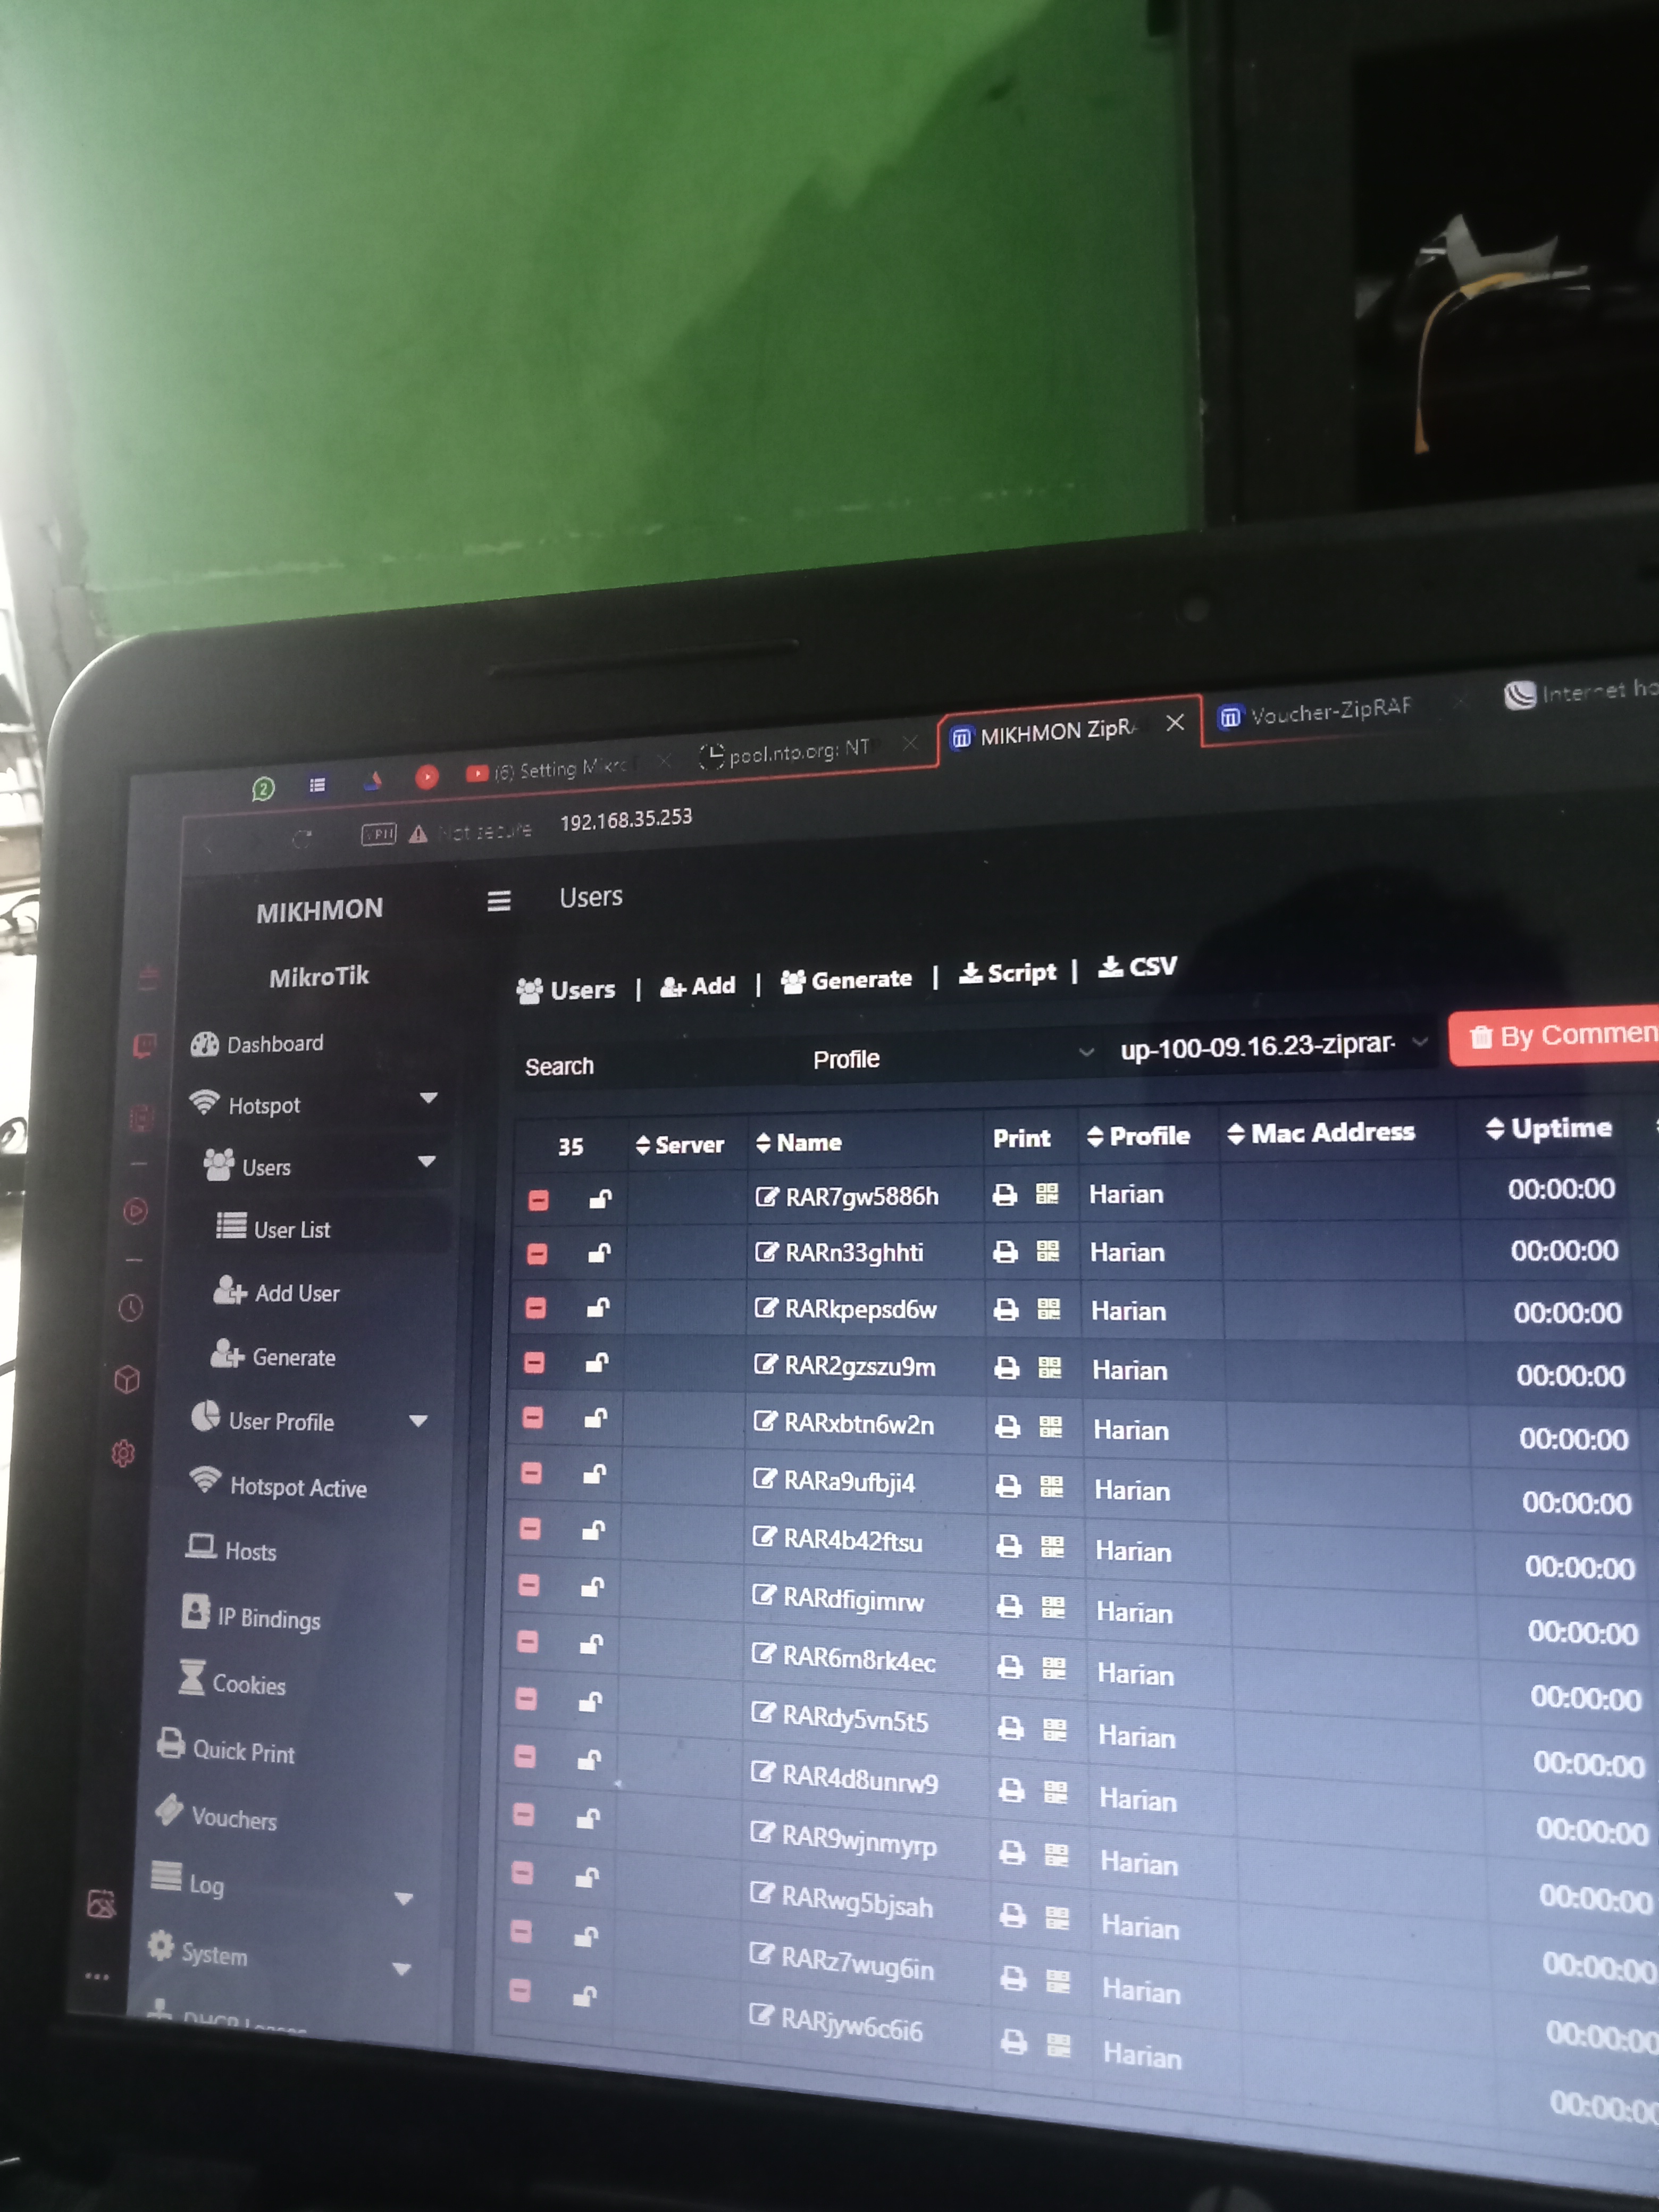 2
(6) Setting Mikro
pool.ntp.org: NT
MIKHMON ZipRA
Voucher-ZipRAR
Internet ho
VPN
Not secure
192.168.35.253
MIKHMON
Users
MikroTik
Users | Add | Generate | Script | CSV
Dashboard
Hotspot
Users
User List
Add User
Generate
User Profile
Hotspot Active
Hosts
IP Bindings
Cookies
Quick Print
Vouchers
Log
System
DHCP Leases
Search Profile up-100-09.16.23-ziprar- By Commen
35 Server Name Print Profile Mac Address Uptime
RAR7gw5886h Harian 00:00:00
RARn33ghhti Harian 00:00:00
RARkpepsd6w Harian 00:00:00
RAR2gzszu9m Harian 00:00:00
RARxbtn6w2n Harian 00:00:00
RARa9ufbji4 Harian 00:00:00
RAR4b42ftsu Harian 00:00:00
RARdfigimrw Harian 00:00:00
RAR6m8rk4ec Harian 00:00:00
RARdy5vn5t5 Harian 00:00:00
RAR4d8unrw9 Harian 00:00:00
RAR9wjnmyrp Harian 00:00:00
RARwg5bjsah Harian 00:00:00
RARz7wug6in Harian 00:00:00
RARjyw6c6i6 Harian 00:00:00